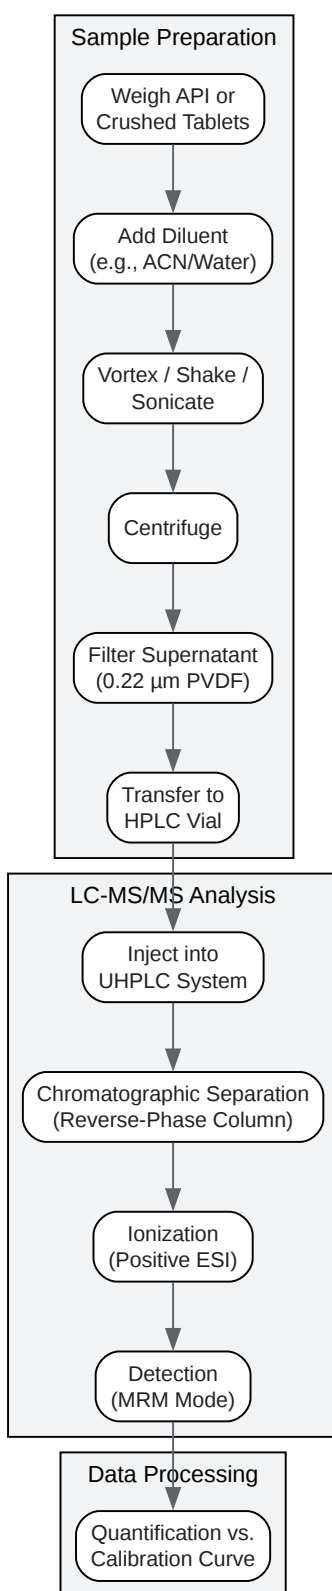 Sample Preparation
Weigh API or
Crushed Tablets
Add Diluent
(e.g., ACN/Water)
Vortex / Shake /
Sonicate
Centrifuge
Filter Supernatant
(0.22 µm PVDF)
Transfer to
HPLC Vial
LC-MS/MS Analysis
Inject into
UHPLC System
Chromatographic Separation
(Reverse-Phase Column)
Ionization
(Positive ESI)
Detection
(MRM Mode)
Data Processing
Quantification vs.
Calibration Curve